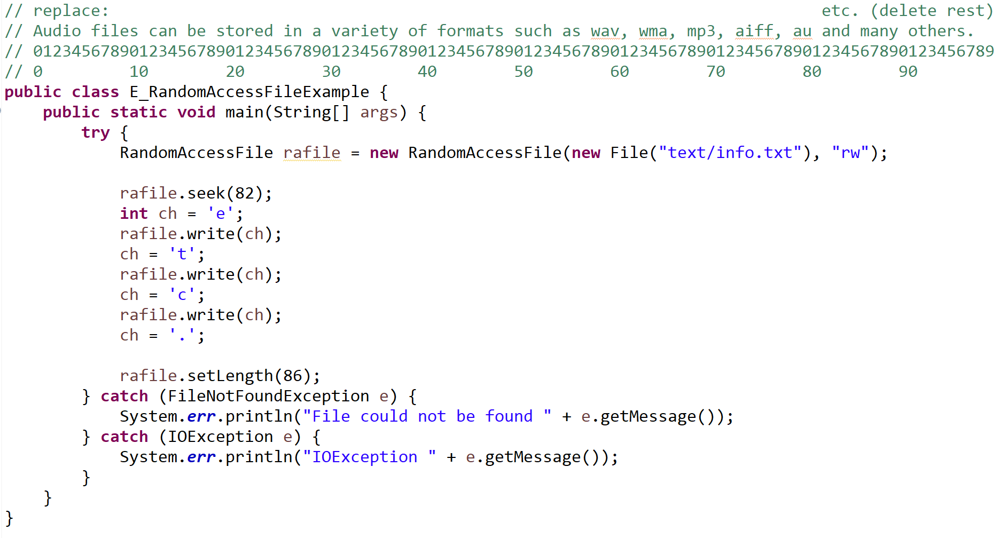 // replace:                                                                          etc. (delete rest)
// Audio files can be stored in a variety of formats such as wav, wma, mp3, aiff, au and many others.
// 0123456789012345678901234567890123456789012345678901234567890123456789012345678901234567890123456789
// 0         10        20        30        40        50        60        70        80        90
public class E_RandomAccessFileExample {
    public static void main(String[] args) {
        try {
            RandomAccessFile rafile = new RandomAccessFile(new File("text/info.txt"), "rw");

            rafile.seek(82);
            int ch = 'e';
            rafile.write(ch);
            ch = 't';
            rafile.write(ch);
            ch = 'c';
            rafile.write(ch);
            ch = '.';

            rafile.setLength(86);
        } catch (FileNotFoundException e) {
            System.err.println("File could not be found " + e.getMessage());
        } catch (IOException e) {
            System.err.println("IOException " + e.getMessage());
        }
    }
}